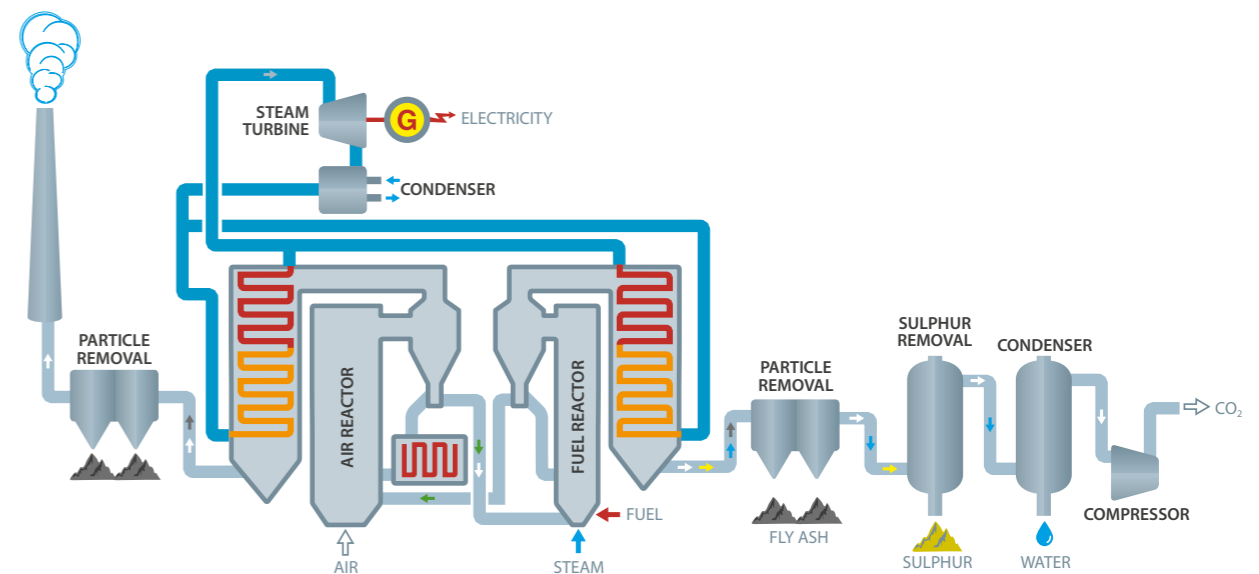 STEAM
TURBINE
G
ELECTRICITY
CONDENSER
PARTICLE
REMOVAL
AIR REACTOR
FUEL REACTOR
PARTICLE
REMOVAL
SULPHUR
REMOVAL
CONDENSER
CO₂
COMPRESSOR
FUEL
FLY ASH
AIR
STEAM
SULPHUR
WATER